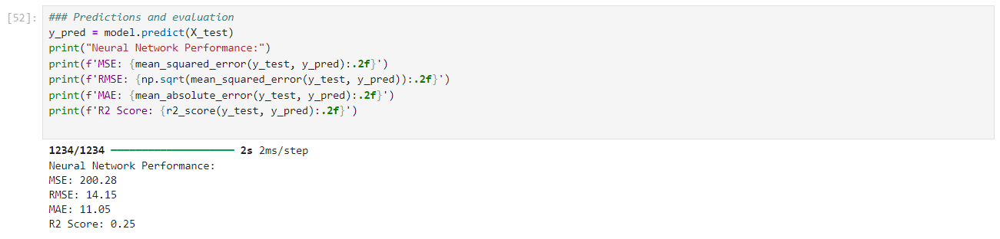 [52]: ### Predictions and evaluation
y_pred = model.predict(X_test)
print("Neural Network Performance:")
print(f'MSE: {mean_squared_error(y_test, y_pred):.2f}')
print(f'RMSE: {np.sqrt(mean_squared_error(y_test, y_pred)):.2f}')
print(f'MAE: {mean_absolute_error(y_test, y_pred):.2f}')
print(f'R2 Score: {r2_score(y_test, y_pred):.2f}')
1234/1234 ━━━━━━━━━━━━━━━━━━━━ 2s 2ms/step
Neural Network Performance:
MSE: 200.28
RMSE: 14.15
MAE: 11.05
R2 Score: 0.25